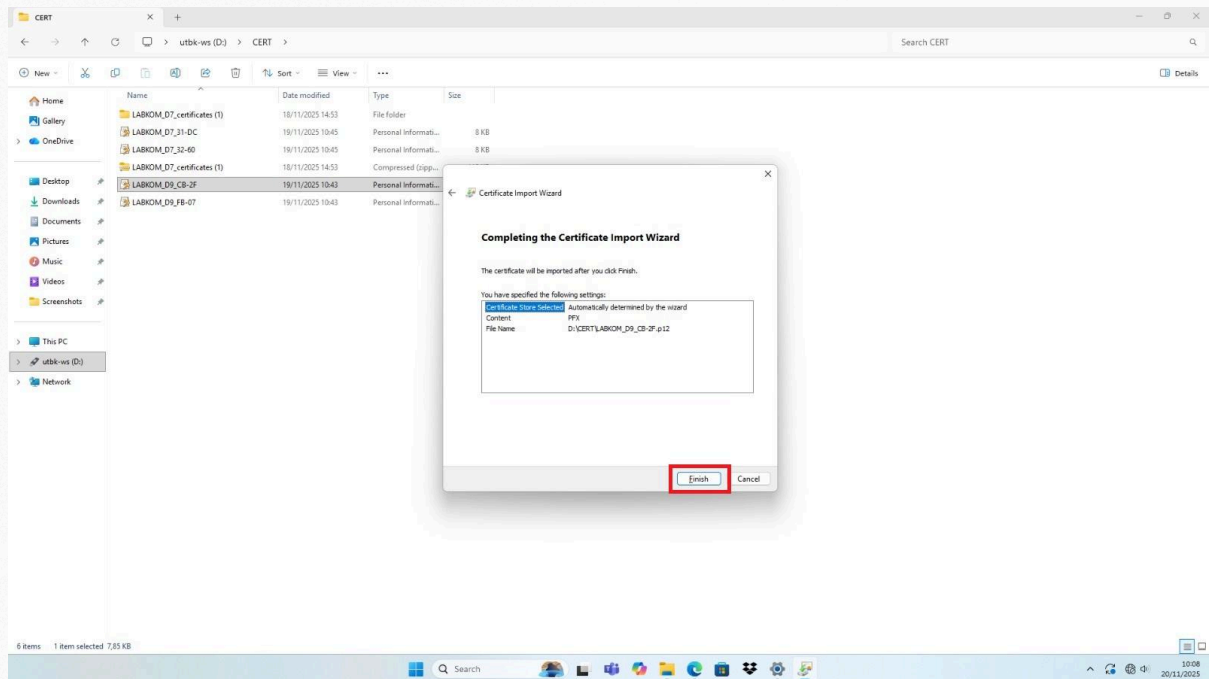 CERT
utbk-ws (D:) > CERT >
Search CERT
New
Sort
View
Details
Name Date modified Type Size
Home
Gallery
OneDrive
Desktop
Downloads
Documents
Pictures
Music
Videos
Screenshots
This PC
utbk-ws (D:)
Network
LABKOM_D7_certificates (1) 18/11/2025 14:53 File folder
LABKOM_D7_31-DC 19/11/2025 10:45 Personal Informati... 8 KB
LABKOM_D7_32-60 19/11/2025 10:45 Personal Informati... 8 KB
LABKOM_D7_certificates (1) 18/11/2025 14:53 Compressed (zipp...
LABKOM_D9_CB-2F 19/11/2025 10:43 Personal Informati...
LABKOM_D9_FB-07 19/11/2025 10:43 Personal Informati...
Certificate Import Wizard
Completing the Certificate Import Wizard
The certificate will be imported after you click Finish.
You have specified the following settings:
Certificate Store Selected Automatically determined by the wizard
Content PFX
File Name D:\CERT\LABKOM_D9_CB-2F.p12
Finish
Cancel
6 items 1 item selected 7,85 KB
Search
10:08
20/11/2025